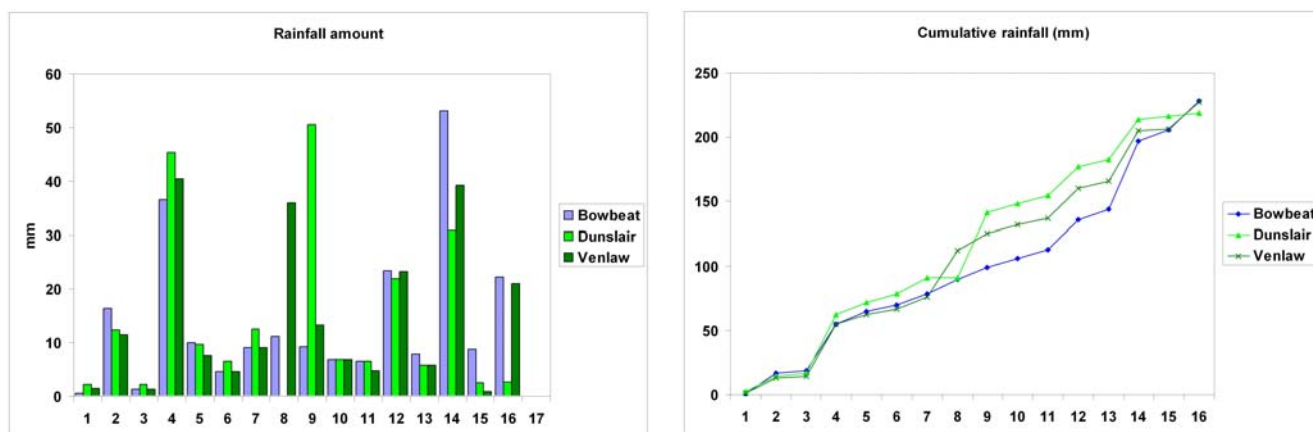 Rainfall amount
60
50
40
30
20
10
0
mm
1 2 3 4 5 6 7 8 9 10 11 12 13 14 15 16 17
Bowbeat
Dunslair
Venlaw
Cumulative rainfall (mm)
250
200
150
100
50
0
1 2 3 4 5 6 7 8 9 10 11 12 13 14 15 16
Bowbeat
Dunslair
Venlaw